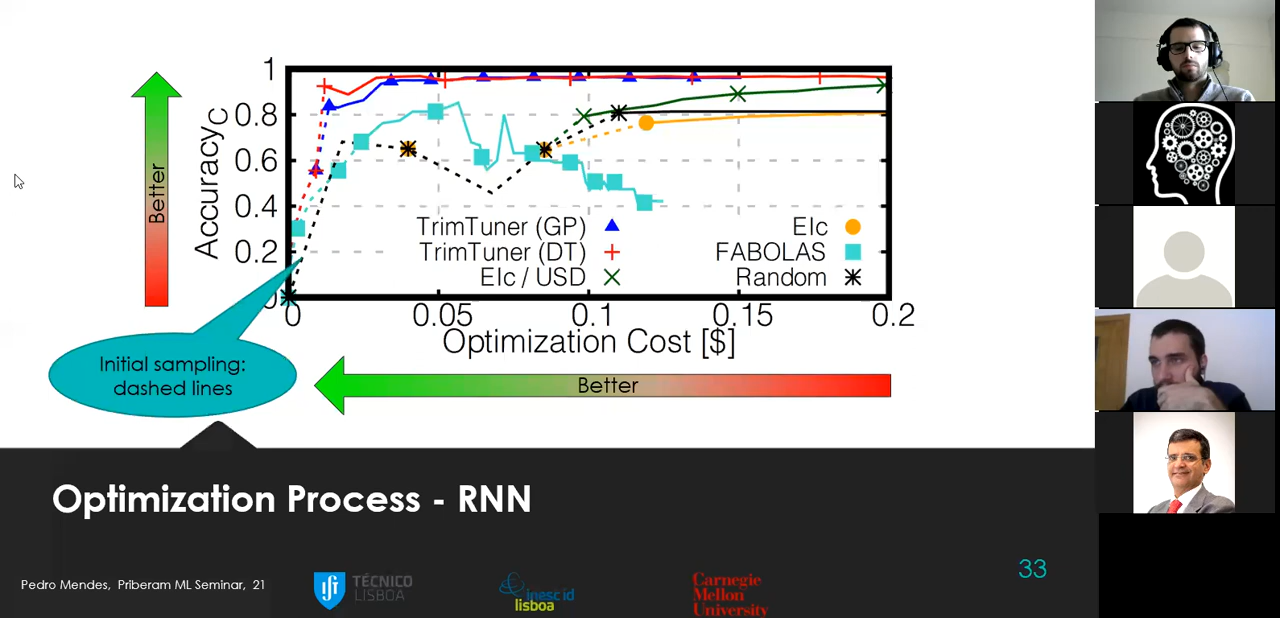 Better
Accuracy_C
1
0.8
0.6
0.4
0.2
0
TrimTuner (GP)
TrimTuner (DT)
EIc / USD
EIc
FABOLAS
Random
0 0.05 0.1 0.15 0.2
Optimization Cost [$]
Initial sampling:
dashed lines
Better
Optimization Process - RNN
33
Pedro Mendes, Priberam ML Seminar, 21
TÉCNICO
LISBOA
inesc id
lisboa
Carnegie
Mellon
University